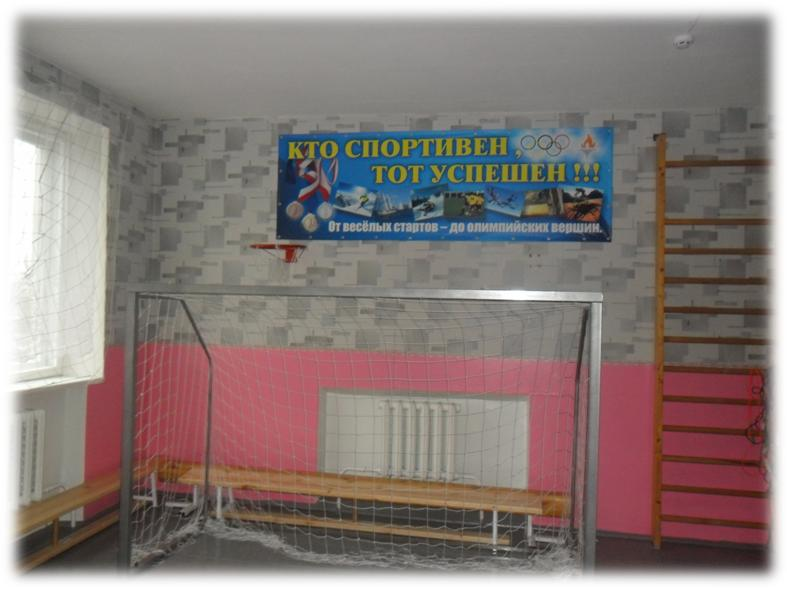 КТО СПОРТИВЕН ,
ТОТ УСПЕШЕН !!!
От весёлых стартов – до олимпийских вершин.